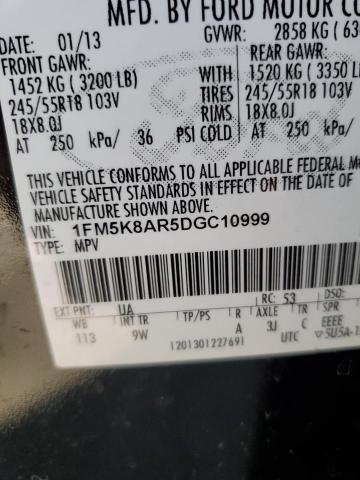 MFD. BY FORD MOTOR CO
DATE: 01/13 GVWR: 2858 KG (63
FRONT GAWR: REAR GAWR:
1452 KG (3200 LB) WITH 1520 KG (3350 LB
245/55R18 103V TIRES 245/55R18 103V
18X8.0J RIMS 18X8.0J
AT 250 kPa/ 36 PSI COLD AT 250 kPa/
THIS VEHICLE CONFORMS TO ALL APPLICABLE FEDERAL M
VEHICLE SAFETY STANDARDS IN EFFECT ON THE DATE OF
SHOWN ABOVE.
VIN: 1FM5K8AR5DGC10999
TYPE: MPV
EXT PNT: UA RC: 53 DSO:
WB INT TR TP/PS R AXLE TR SPR
113 9W A 3J C EEEE
1201301227691 UTC